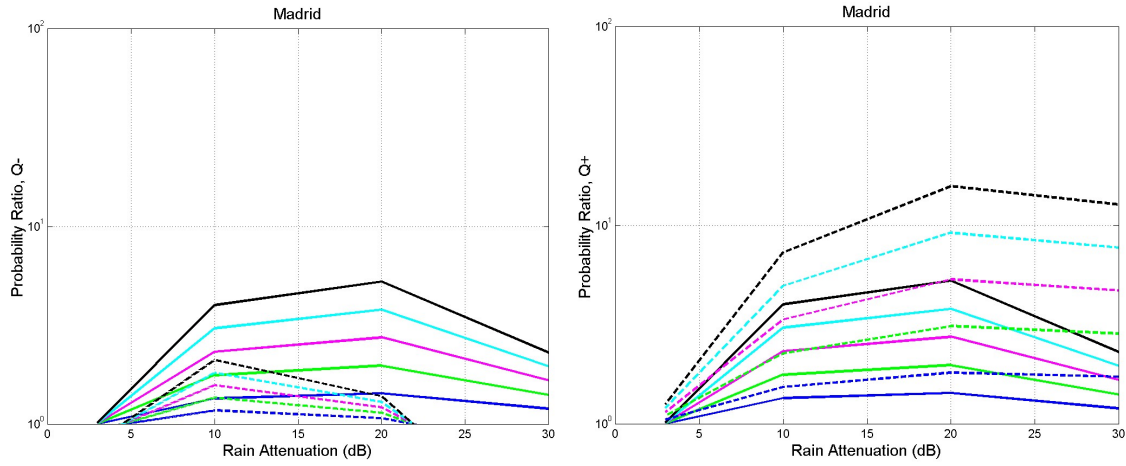 Madrid
10²
10¹
10⁰
Probability Ratio, Q-
0 5 10 15 20 25 30
Rain Attenuation (dB)
Madrid
10²
10¹
10⁰
Probability Ratio, Q+
0 5 10 15 20 25 30
Rain Attenuation (dB)